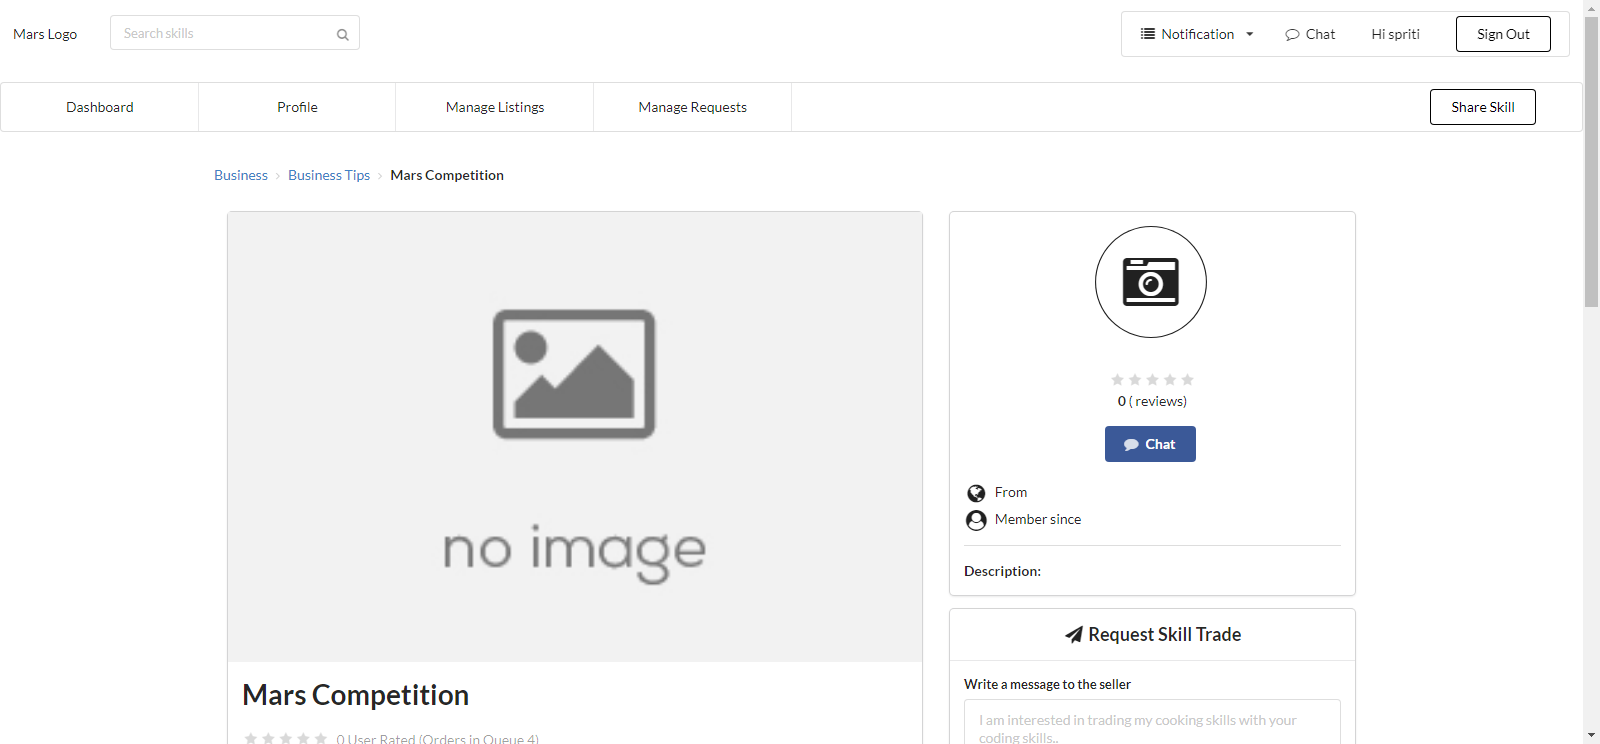 Mars Logo
Search skills
Notification
Chat
Hi spriti
Sign Out
Dashboard
Profile
Manage Listings
Manage Requests
Share Skill
Business › Business Tips › Mars Competition
no image
Mars Competition
0 User Rated (Orders in Queue 4)
0 ( reviews)
Chat
From
Member since
Description:
Request Skill Trade
Write a message to the seller
I am interested in trading my cooking skills with your
coding skills..